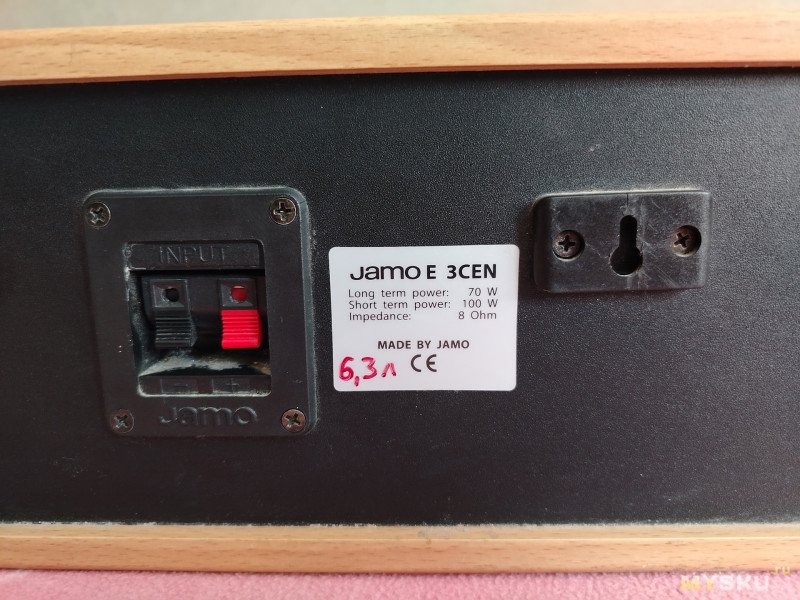 INPUT
− +
Jamo
Jamo E 3CEN
Long term power: 70 W
Short term power: 100 W
Impedance: 8 Ohm
MADE BY JAMO
6,3л CE
MYSKU.ru